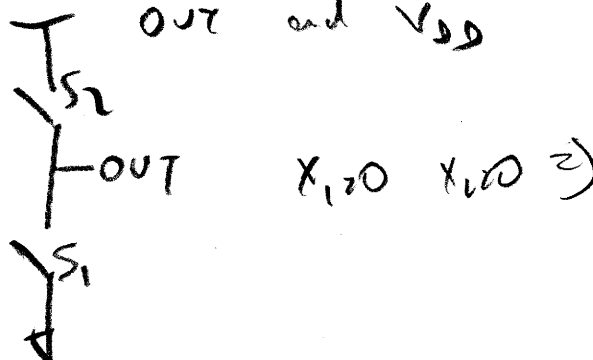 OUT and VDD
S2
OUT X1=0 X1=0 =>
S1